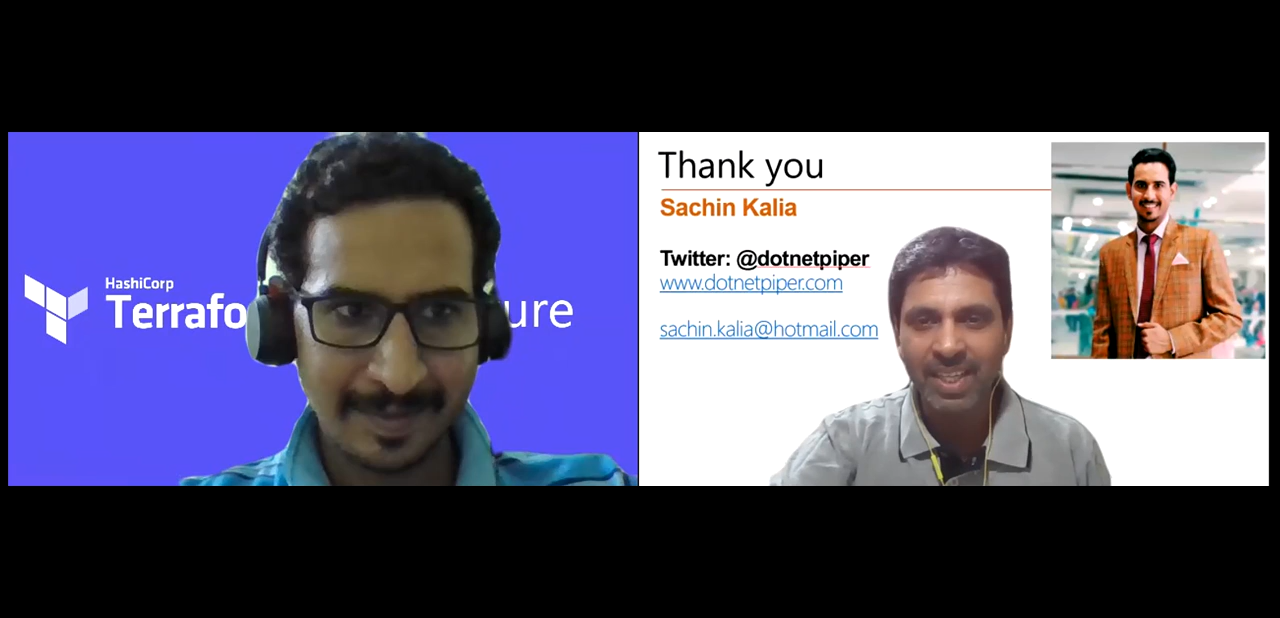 HashiCorp
Terrafo
ure
Thank you
Sachin Kalia
Twitter: @dotnetpiper
www.dotnetpiper.com
sachin.kalia@hotmail.com